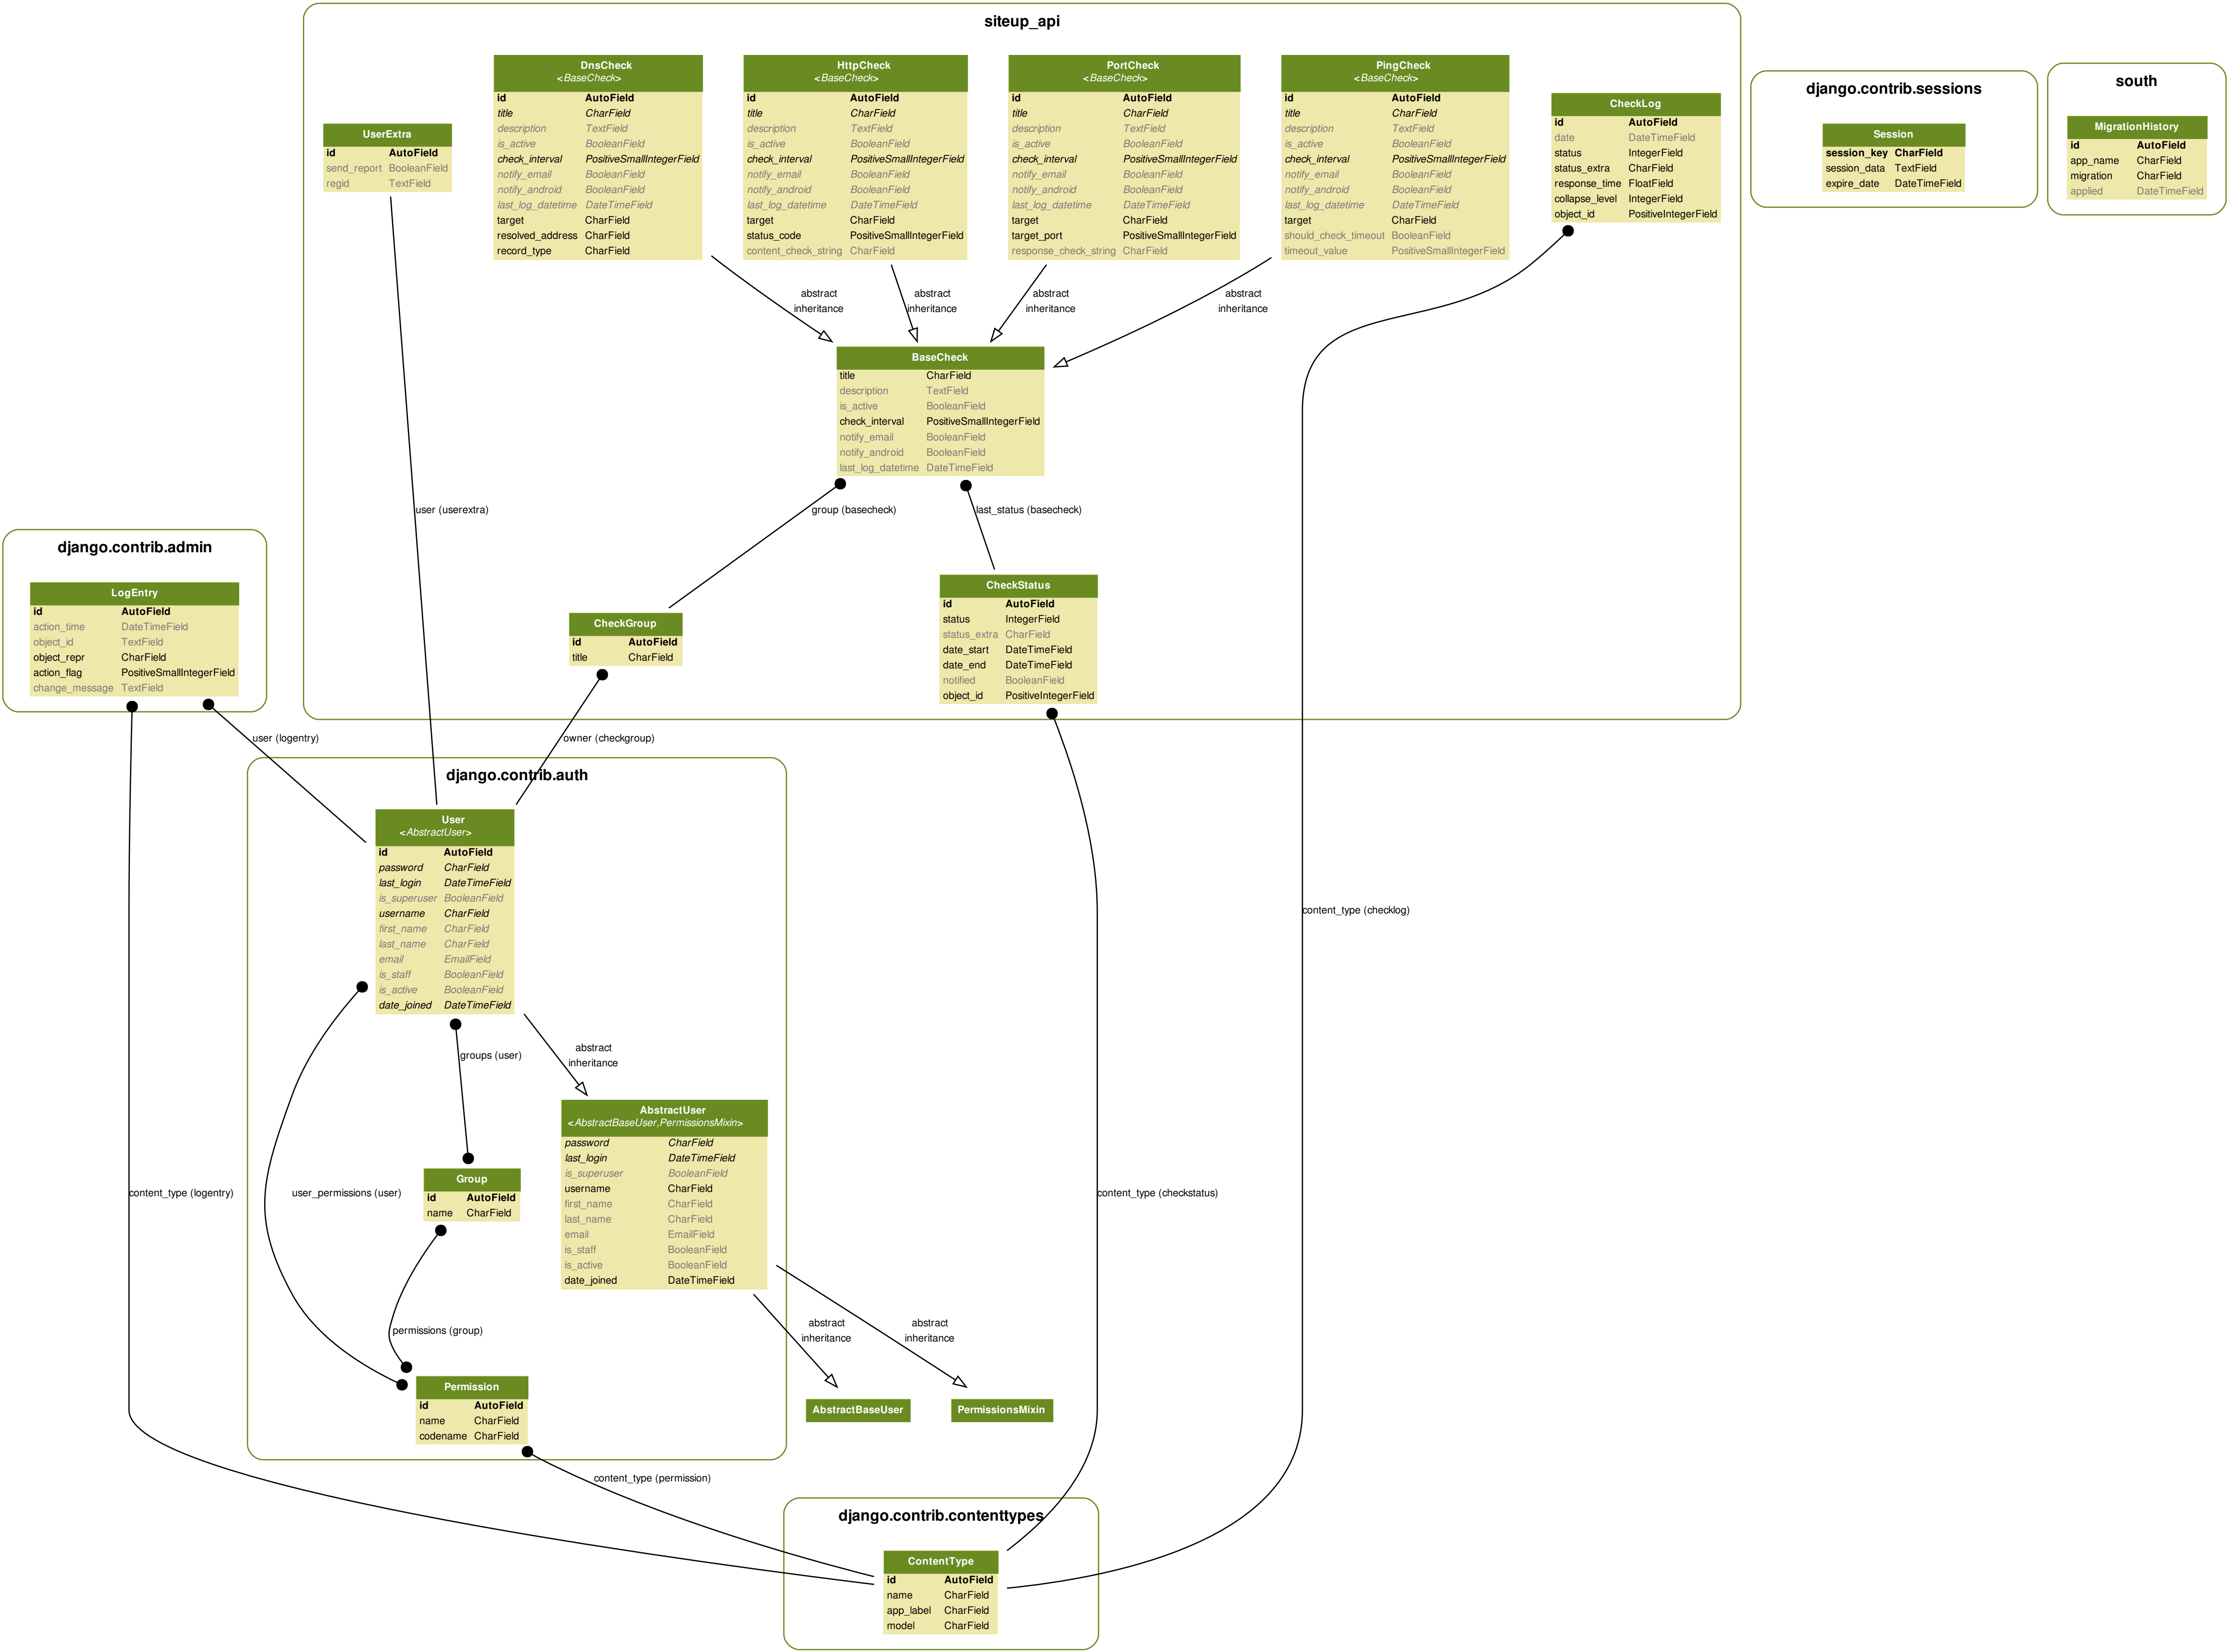 siteup_api
DnsCheck
<BaseCheck>
id AutoField
title CharField
description TextField
is_active BooleanField
check_interval PositiveSmallIntegerField
notify_email BooleanField
notify_android BooleanField
last_log_datetime DateTimeField
target CharField
resolved_address CharField
record_type CharField
HttpCheck
<BaseCheck>
id AutoField
title CharField
description TextField
is_active BooleanField
check_interval PositiveSmallIntegerField
notify_email BooleanField
notify_android BooleanField
last_log_datetime DateTimeField
target CharField
status_code PositiveSmallIntegerField
content_check_string CharField
PortCheck
<BaseCheck>
id AutoField
title CharField
description TextField
is_active BooleanField
check_interval PositiveSmallIntegerField
notify_email BooleanField
notify_android BooleanField
last_log_datetime DateTimeField
target CharField
target_port PositiveSmallIntegerField
response_check_string CharField
PingCheck
<BaseCheck>
id AutoField
title CharField
description TextField
is_active BooleanField
check_interval PositiveSmallIntegerField
notify_email BooleanField
notify_android BooleanField
last_log_datetime DateTimeField
target CharField
should_check_timeout BooleanField
timeout_value PositiveSmallIntegerField
CheckLog
id AutoField
date DateTimeField
status IntegerField
status_extra CharField
response_time FloatField
collapse_level IntegerField
object_id PositiveIntegerField
UserExtra
id AutoField
send_report BooleanField
regid TextField
django.contrib.sessions
Session
session_key CharField
session_data TextField
expire_date DateTimeField
south
MigrationHistory
id AutoField
app_name CharField
migration CharField
applied DateTimeField
abstract
inheritance
abstract
inheritance
abstract
inheritance
abstract
inheritance
BaseCheck
title CharField
description TextField
is_active BooleanField
check_interval PositiveSmallIntegerField
notify_email BooleanField
notify_android BooleanField
last_log_datetime DateTimeField
user (userextra)
group (basecheck)
last_status (basecheck)
django.contrib.admin
LogEntry
id AutoField
action_time DateTimeField
object_id TextField
object_repr CharField
action_flag PositiveSmallIntegerField
change_message TextField
CheckGroup
id AutoField
title CharField
CheckStatus
id AutoField
status IntegerField
status_extra CharField
date_start DateTimeField
date_end DateTimeField
notified BooleanField
object_id PositiveIntegerField
user (logentry)
owner (checkgroup)
django.contrib.auth
User
<AbstractUser>
id AutoField
password CharField
last_login DateTimeField
is_superuser BooleanField
username CharField
first_name CharField
last_name CharField
email EmailField
is_staff BooleanField
is_active BooleanField
date_joined DateTimeField
content_type (checklog)
groups (user)
abstract
inheritance
AbstractUser
<AbstractBaseUser,PermissionsMixin>
password CharField
last_login DateTimeField
is_superuser BooleanField
username CharField
first_name CharField
last_name CharField
email EmailField
is_staff BooleanField
is_active BooleanField
date_joined DateTimeField
Group
id AutoField
name CharField
content_type (logentry)
user_permissions (user)
content_type (checkstatus)
permissions (group)
abstract
inheritance
abstract
inheritance
Permission
id AutoField
name CharField
codename CharField
AbstractBaseUser
PermissionsMixin
content_type (permission)
django.contrib.contenttypes
ContentType
id AutoField
name CharField
app_label CharField
model CharField